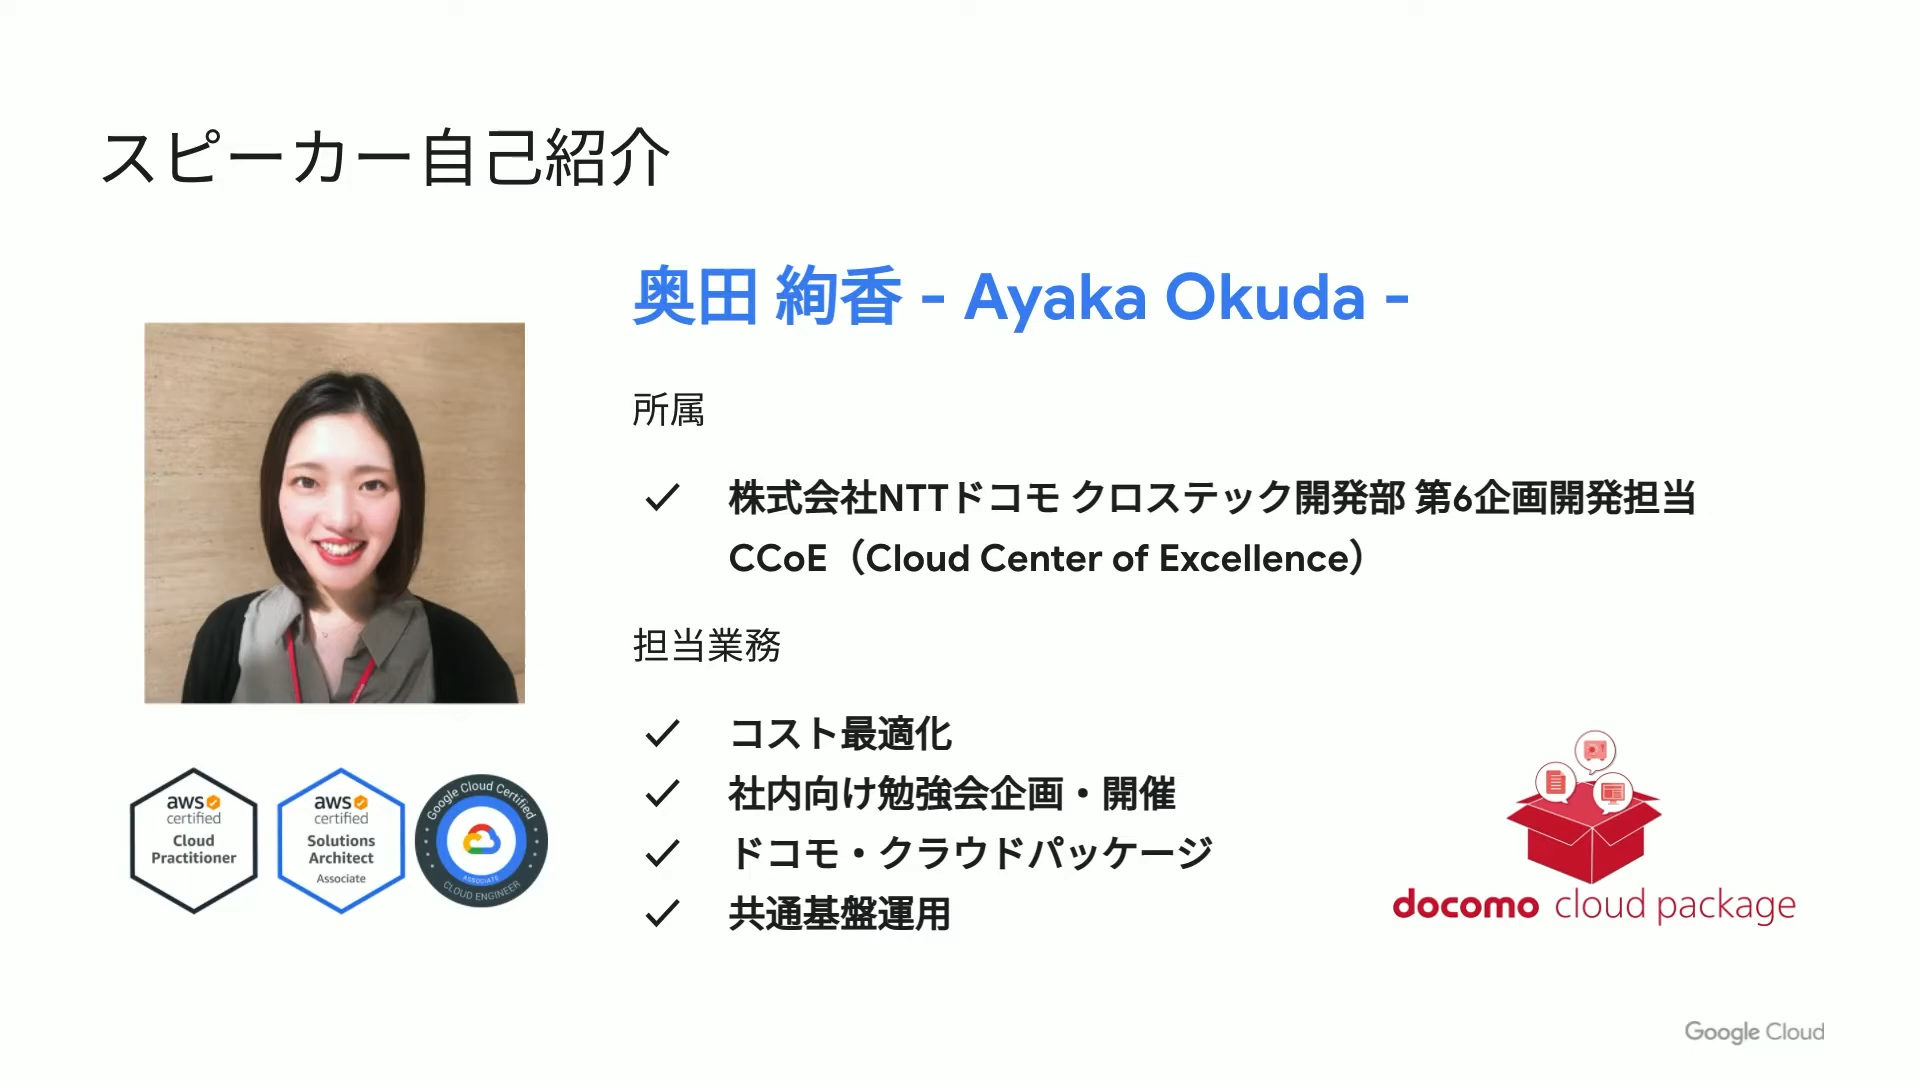 スピーカー自己紹介
奥田 絢香 - Ayaka Okuda -
所属
株式会社NTTドコモ クロステック開発部 第6企画開発担当
CCoE（Cloud Center of Excellence）
担当業務
コスト最適化
社内向け勉強会企画・開催
ドコモ・クラウドパッケージ
共通基盤運用
aws
certified
Cloud
Practitioner
aws
certified
Solutions
Architect
Associate
Google Cloud Certified
ASSOCIATE
CLOUD ENGINEER
docomo cloud package
Google Cloud